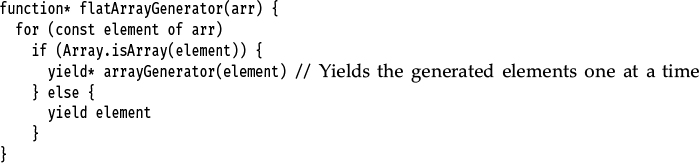 function* flatArrayGenerator(arr) {
  for (const element of arr)
    if (Array.isArray(element)) {
      yield* arrayGenerator(element) // Yields the generated elements one at a time
    } else {
      yield element
    }
}